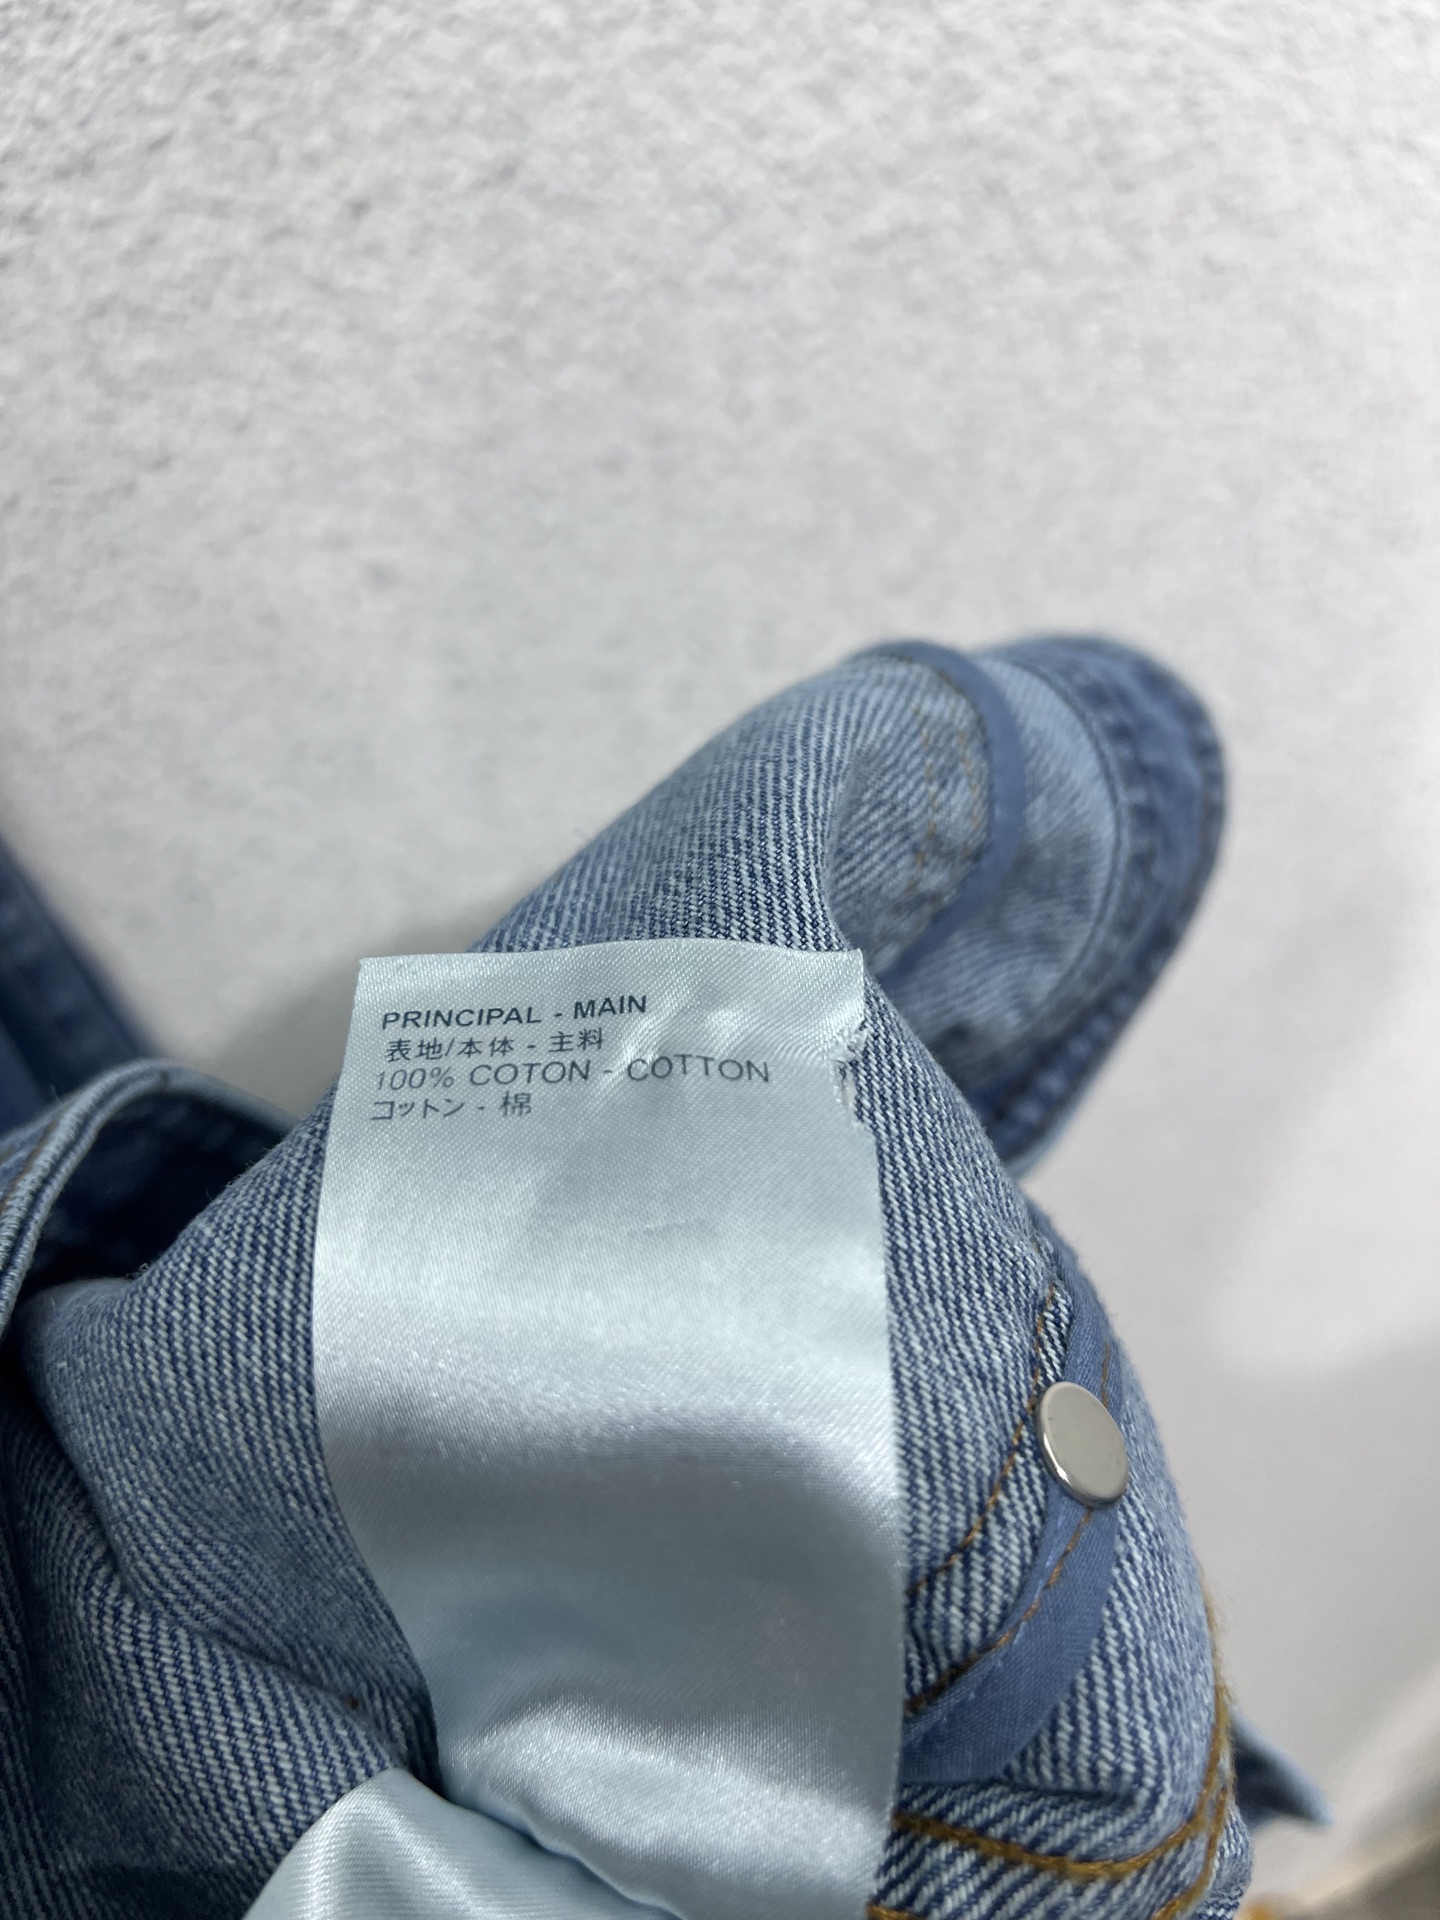 PRINCIPAL - MAIN
表地/本体 - 主料
100% COTON - COTTON
コットン - 棉